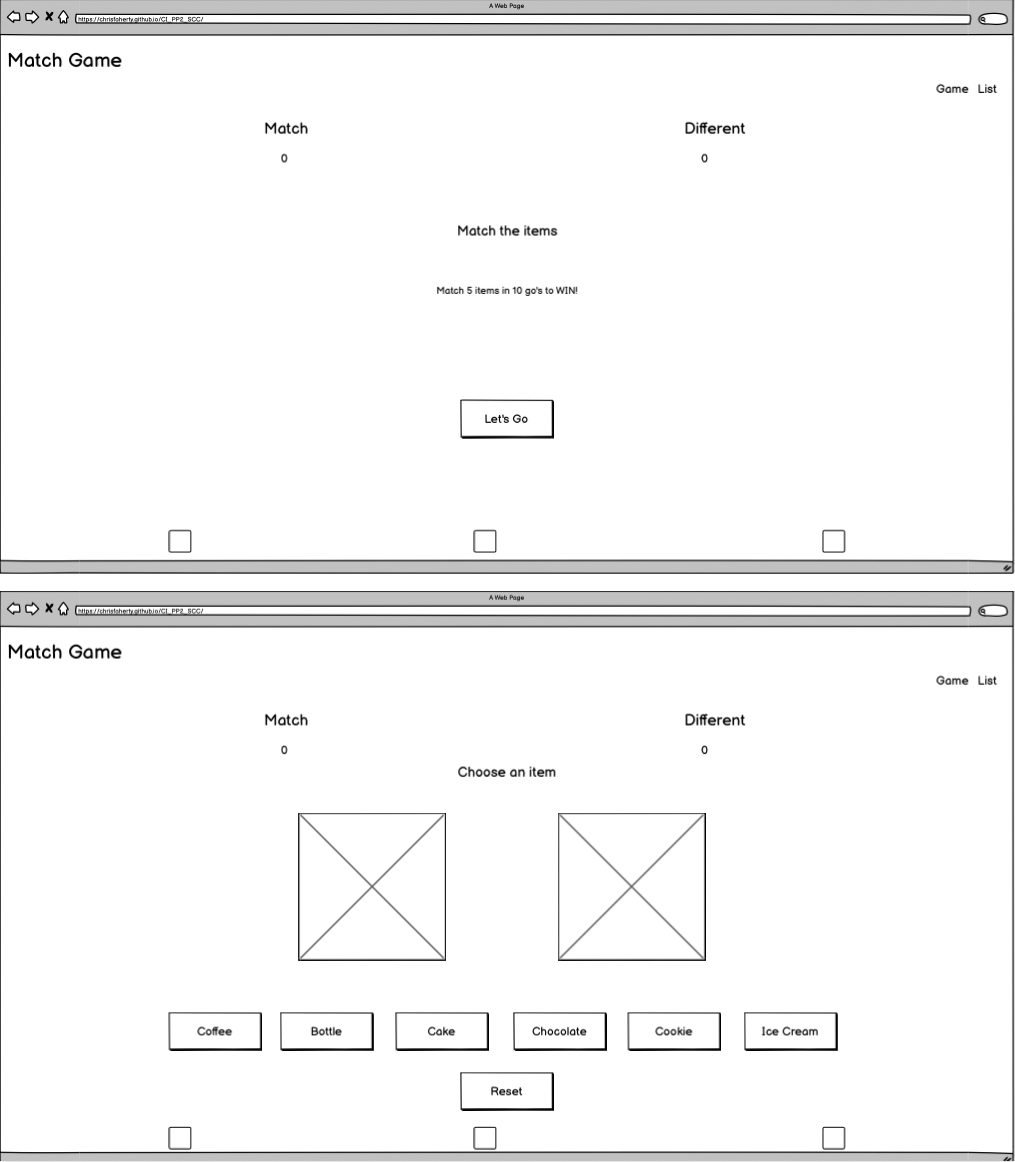 A Web Page
https://chrisfoherty.github.io/CI_PP2_SCC/
Match Game
Game List
Match Different
0 0
Match the items
Match 5 items in 10 go's to WIN!
Let's Go
A Web Page
https://chrisfoherty.github.io/CI_PP2_SCC/
Match Game
Game List
Match Different
0 0
Choose an item
Coffee Bottle Cake Chocolate Cookie Ice Cream
Reset